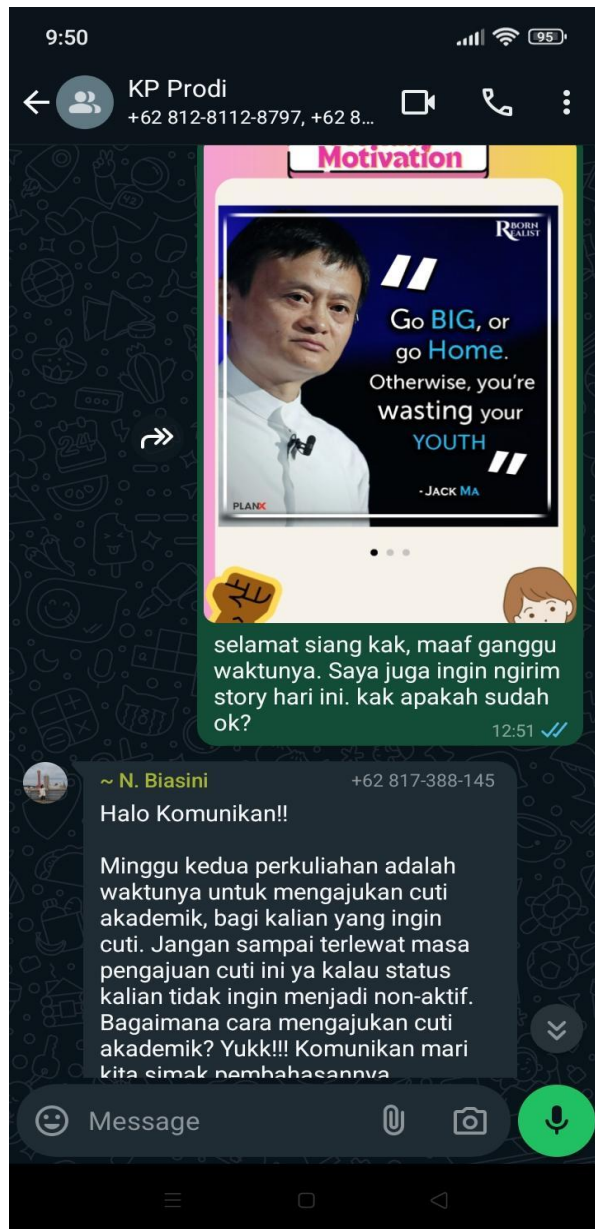 9:50
95
KP Prodi
+62 812-8112-8797, +62 8...
Motivation
BORN
REALIST
Go BIG, or
go Home.
Otherwise, you're
wasting your
YOUTH
- JACK MA
PLANX
selamat siang kak, maaf ganggu
waktunya. Saya juga ingin ngirim
story hari ini. kak apakah sudah
ok?
12:51
~ N. Biasini
+62 817-388-145
Halo Komunikan!!
Minggu kedua perkuliahan adalah
waktunya untuk mengajukan cuti
akademik, bagi kalian yang ingin
cuti. Jangan sampai terlewat masa
pengajuan cuti ini ya kalau status
kalian tidak ingin menjadi non-aktif.
Bagaimana cara mengajukan cuti
akademik? Yukk!!! Komunikan mari
kita simak pembahasannya
Message